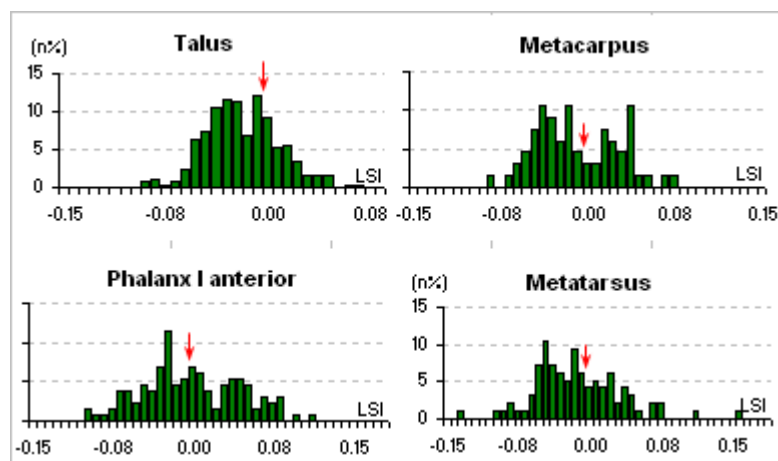 Talus
(n%)
15
10
5
0
LSI
-0.15 -0.08 0.00 0.08
Metacarpus
LSI
-0.15 -0.08 0.00 0.08 0.15
Phalanx I anterior
LSI
-0.15 -0.08 0.00 0.08 0.15
Metatarsus
(n%)
15
10
5
0
LSI
-0.15 -0.08 0.00 0.08 0.15